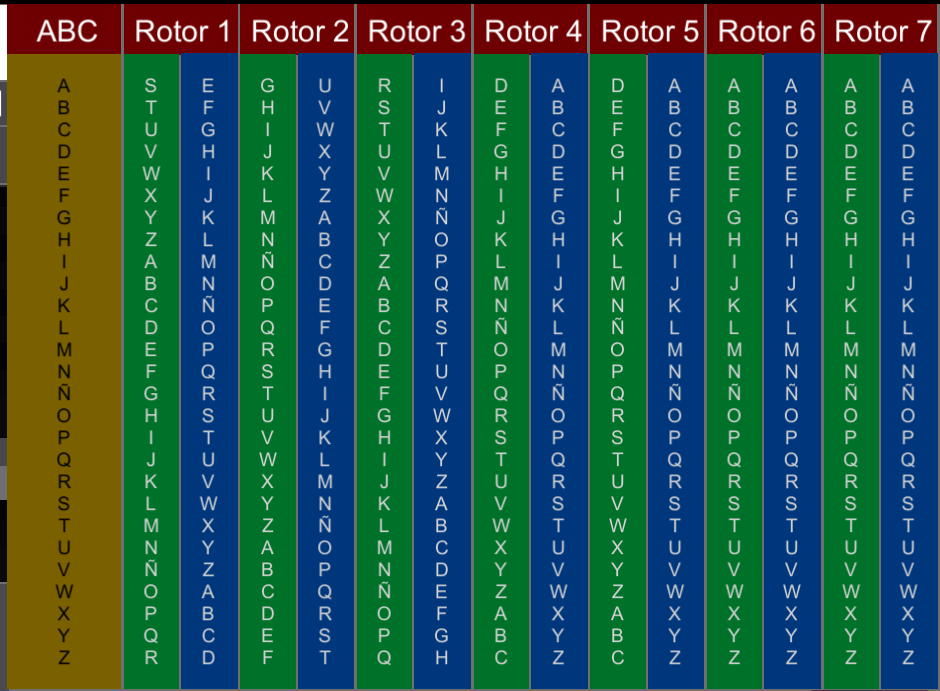 ABC Rotor 1 Rotor 2 Rotor 3 Rotor 4 Rotor 5 Rotor 6 Rotor 7
A S E G U R I D A D A A A A A
B T F H V S J E B E B B B B B
C U G I W T K F C F C C C C C
D V H J X U L G D G D D D D D
E W I K Y V M H E H E E E E E
F X J L Z W N I F I F F F F F
G Y K M A X Ñ J G J G G G G G
H Z L N B Y O K H K H H H H H
I A M Ñ C Z P L I L I I I I I
J B N O D A Q M J M J J J J J
K C Ñ P E B R N K N K K K K K
L D O Q F C S Ñ L Ñ L L L L L
M E P R G D T O M O M M M M M
N F Q S H E U P N P N N N N N
Ñ G R T I F V Q Ñ Q Ñ Ñ Ñ Ñ Ñ
O H S U J G W R O R O O O O O
P I T V K H X S P S P P P P P
Q J U W L I Y T Q T Q Q Q Q Q
R K V X M J Z U R U R R R R R
S L W Y N K A V S V S S S S S
T M X Z Ñ L B W T W T T T T T
U N Y A O M C X U X U U U U U
V Ñ Z B P N D Y V Y V V V V V
W O A C Q Ñ E Z W Z W W W W W
X P B D R O F A X A X X X X X
Y Q C E S P G B Y B Y Y Y Y Y
Z R D F T Q H C Z C Z Z Z Z Z